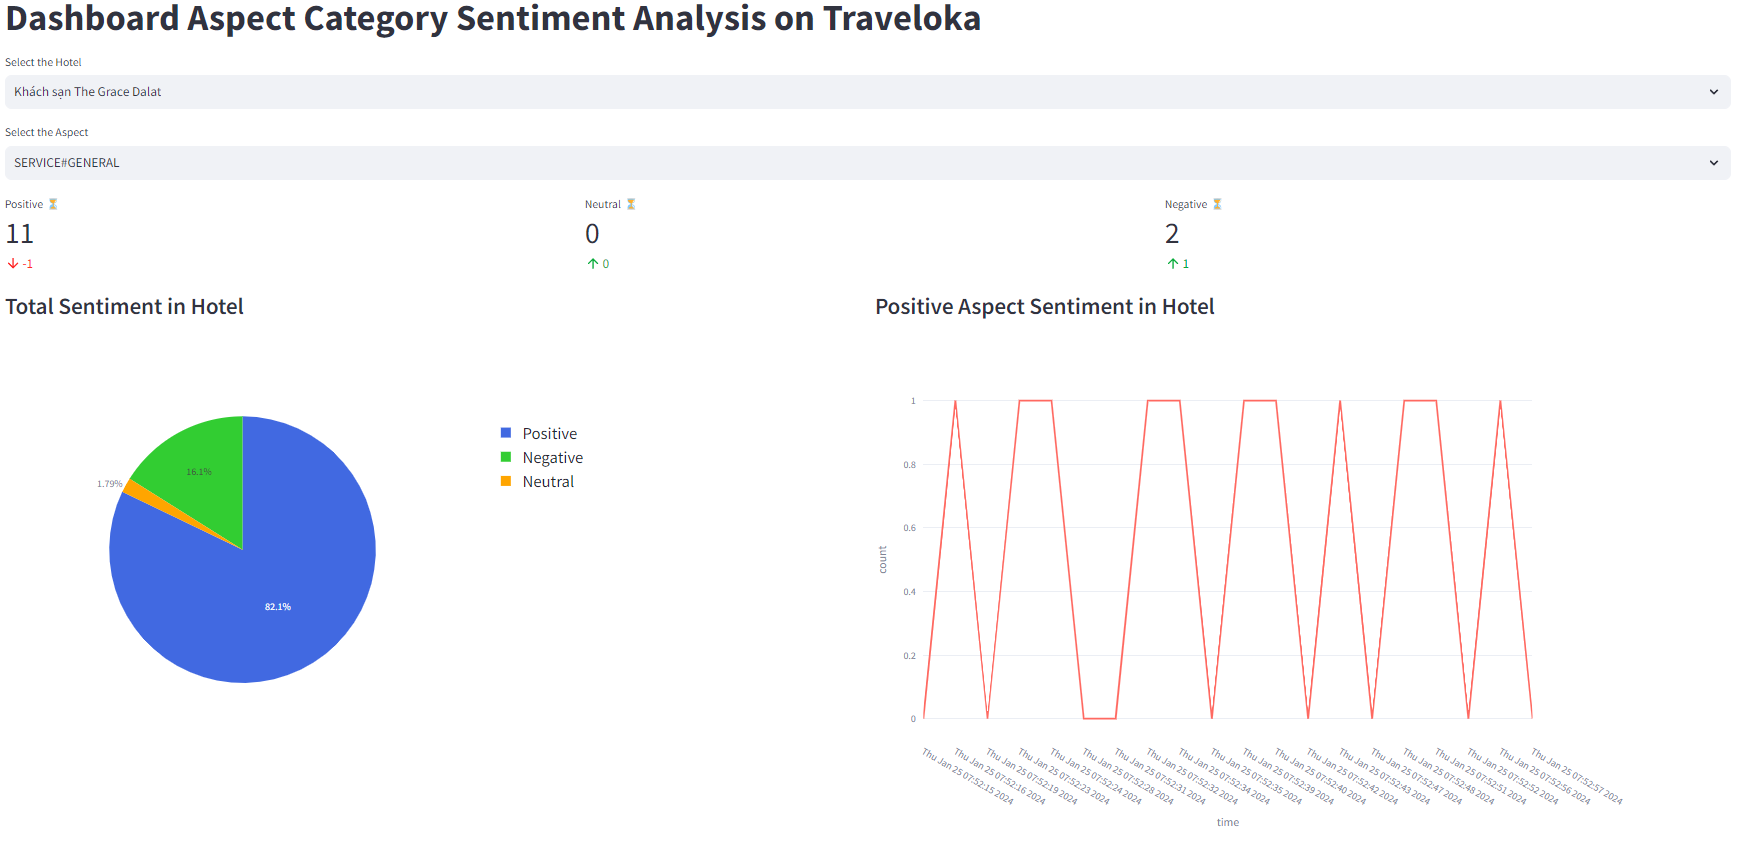 Dashboard Aspect Category Sentiment Analysis on Traveloka
Select the Hotel
Khách sạn The Grace Dalat
Select the Aspect
SERVICE#GENERAL
Positive ⏳
Neutral ⏳
Negative ⏳
11
0
2
↓ -1
↑ 0
↑ 1
Total Sentiment in Hotel
Positive
Negative
Neutral
16.1%
1.79%
82.1%
Positive Aspect Sentiment in Hotel
1
0.8
0.6
0.4
0.2
0
count
Thu Jan 25 07:52:15 2024
Thu Jan 25 07:52:16 2024
Thu Jan 25 07:52:19 2024
Thu Jan 25 07:52:23 2024
Thu Jan 25 07:52:24 2024
Thu Jan 25 07:52:28 2024
Thu Jan 25 07:52:31 2024
Thu Jan 25 07:52:32 2024
Thu Jan 25 07:52:34 2024
Thu Jan 25 07:52:35 2024
Thu Jan 25 07:52:39 2024
Thu Jan 25 07:52:40 2024
Thu Jan 25 07:52:42 2024
Thu Jan 25 07:52:43 2024
Thu Jan 25 07:52:47 2024
Thu Jan 25 07:52:48 2024
Thu Jan 25 07:52:51 2024
Thu Jan 25 07:52:52 2024
Thu Jan 25 07:52:56 2024
Thu Jan 25 07:52:57 2024
time